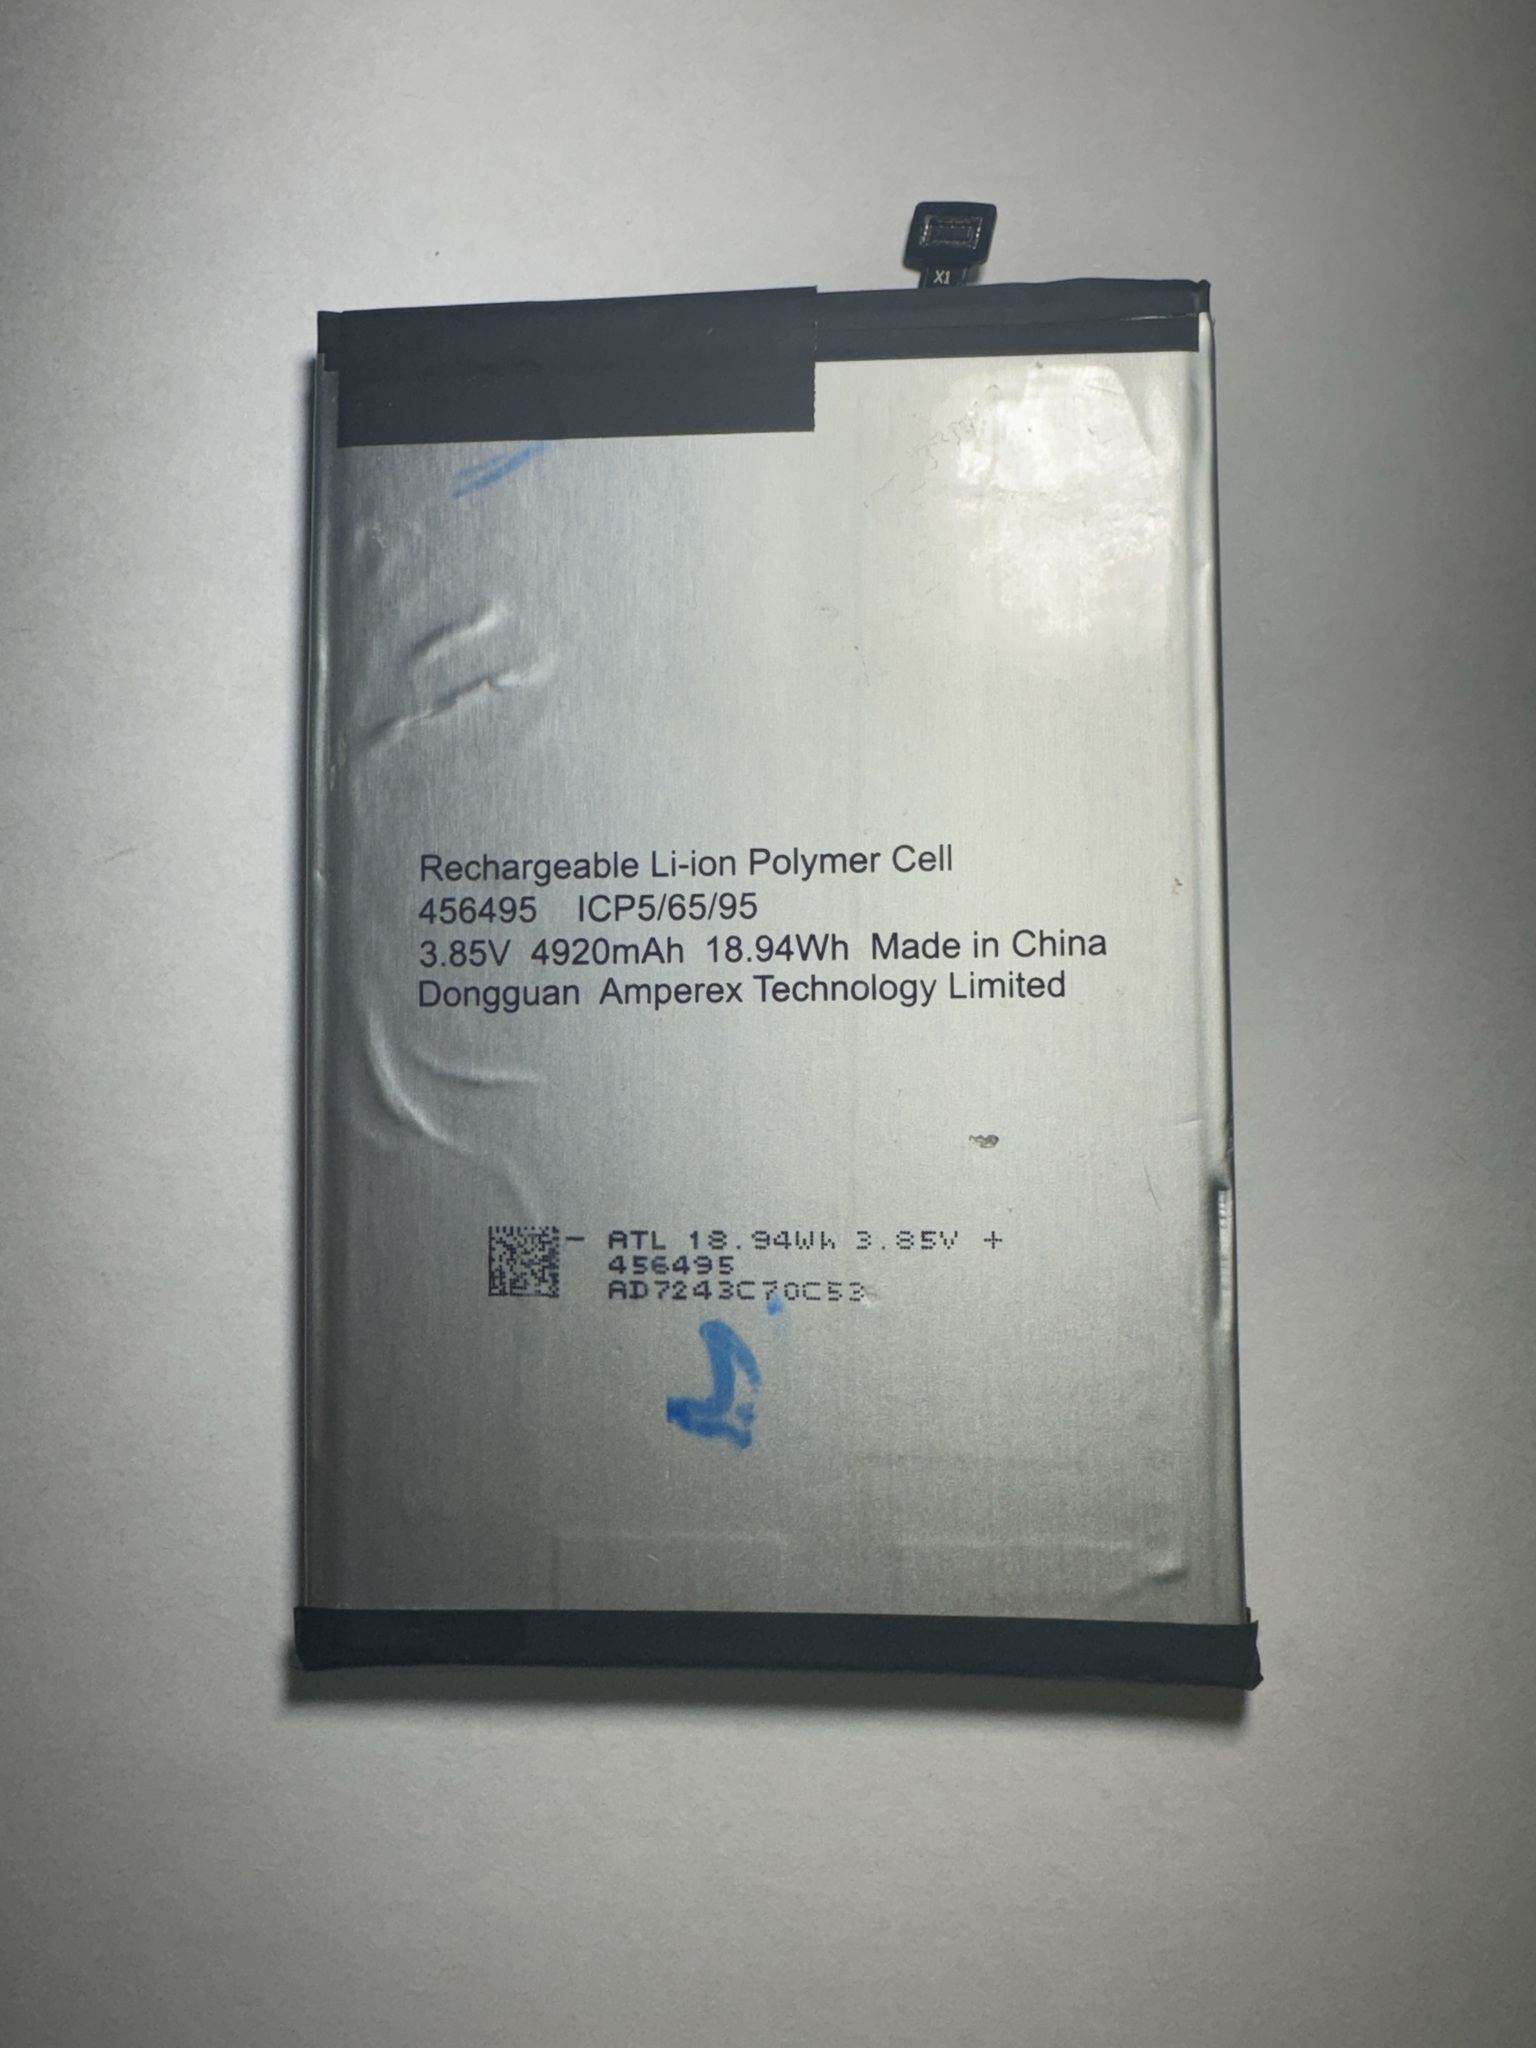 X1
Rechargeable Li-ion Polymer Cell
456495 ICP5/65/95
3.85V 4920mAh 18.94Wh Made in China
Dongguan Amperex Technology Limited
- ATL 18.94Wh 3.85V +
456495
AD7243C70C53